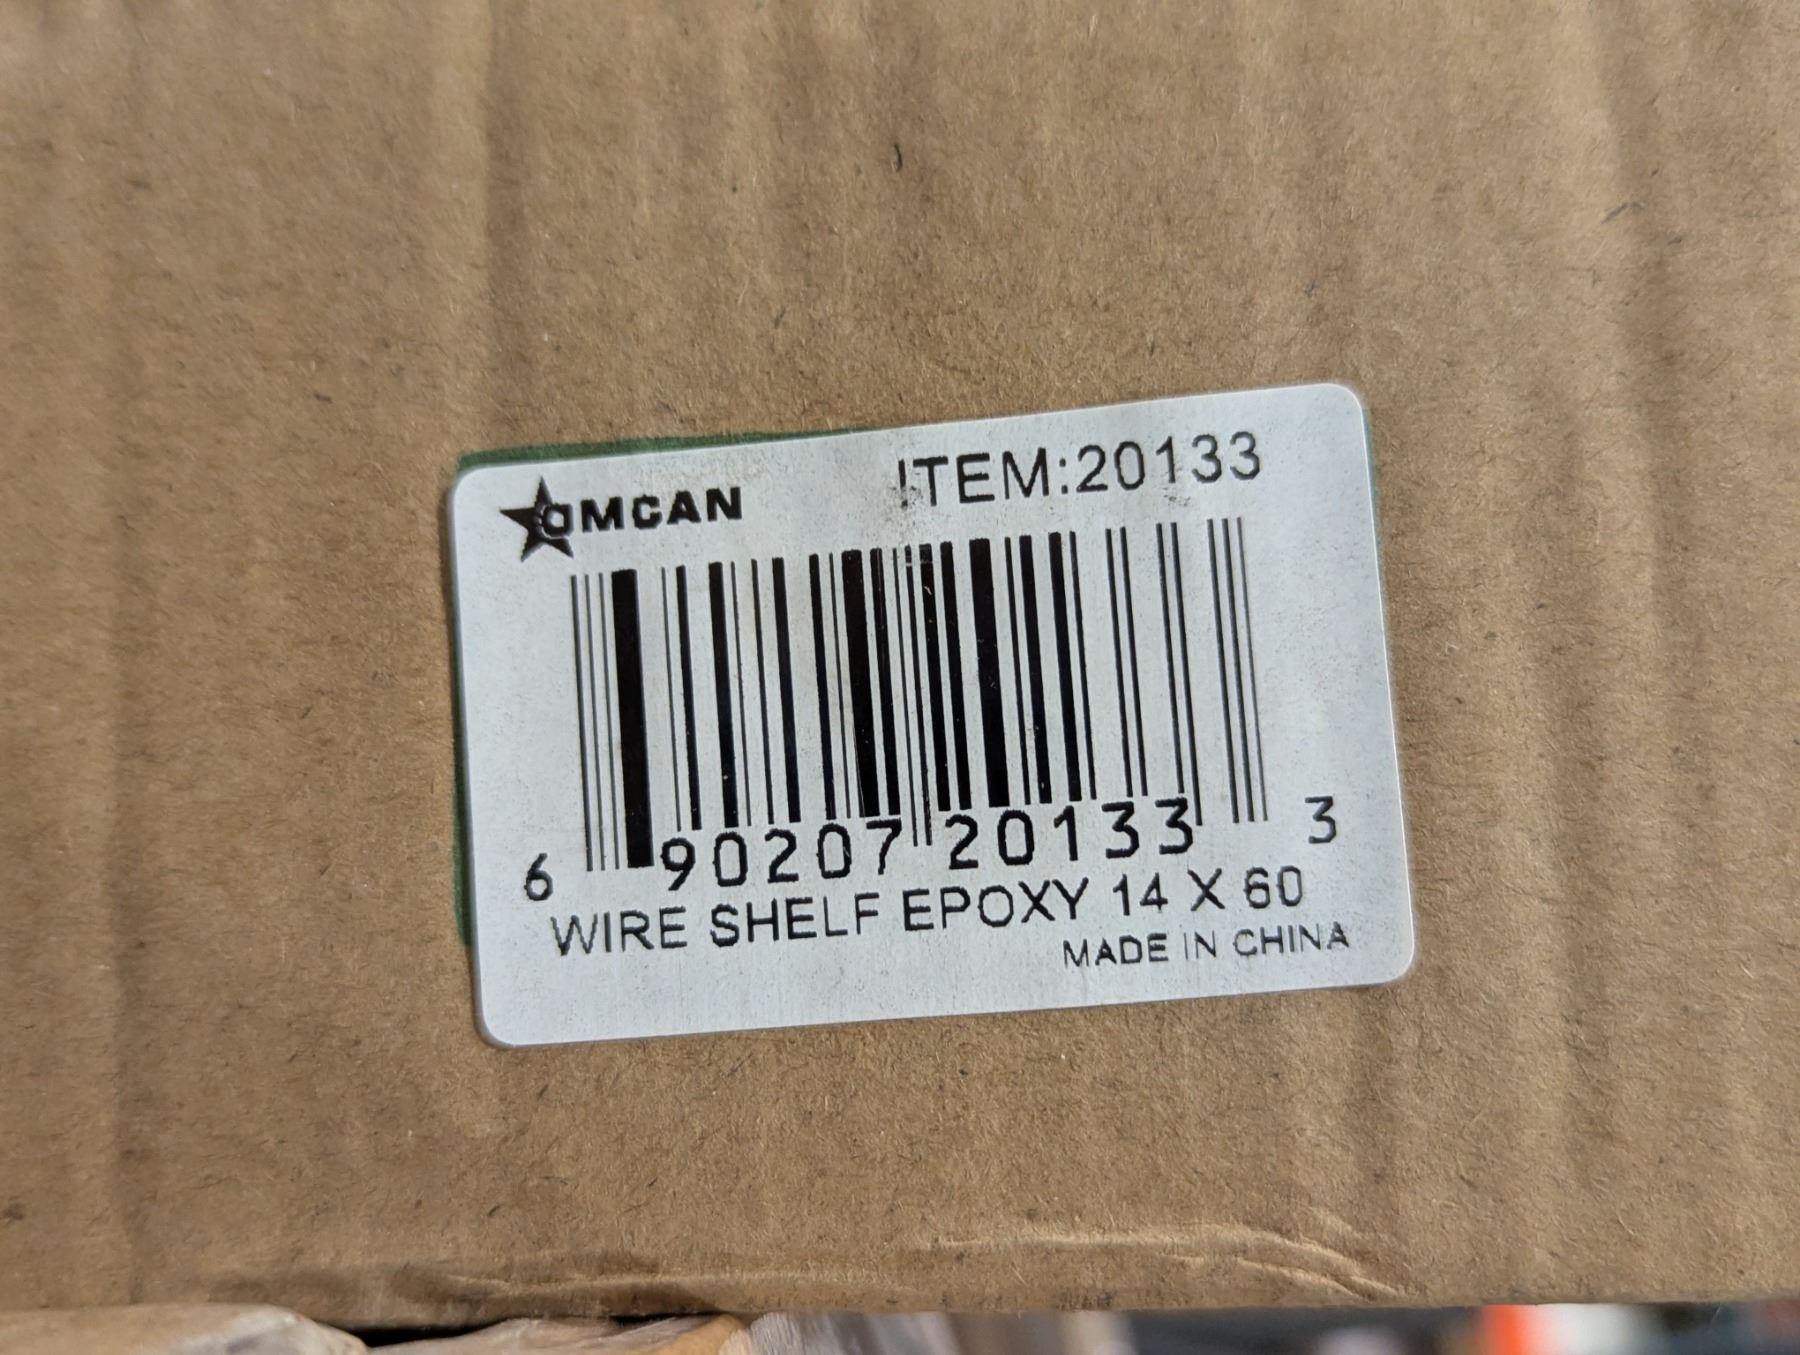 OMCAN
ITEM:20133
6 90207 20133 3
WIRE SHELF EPOXY 14 X 60
MADE IN CHINA